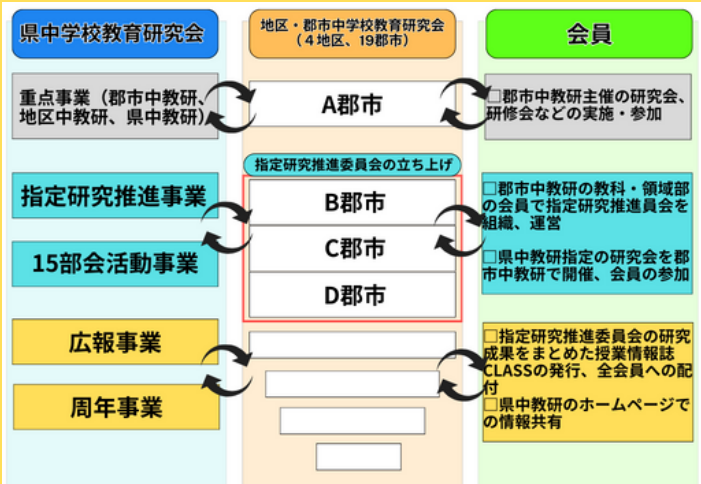 県中学校教育研究会
地区・郡市中学校教育研究会
（４地区、19郡市）
会員
重点事業（郡市中教研、
地区中教研、県中教研）
A郡市
□郡市中教研主催の研究会、
研修会などの実施・参加
指定研究推進委員会の立ち上げ
指定研究推進事業
15部会活動事業
B郡市
C郡市
D郡市
□郡市中教研の教科・領域部
の会員で指定研究推進員会を
組織、運営
□県中教研指定の研究会を郡
市中教研で開催、会員の参加
広報事業
周年事業
□指定研究推進委員会の研究
成果をまとめた授業情報誌
CLASSの発行、全会員への配
付
□県中教研のホームページで
の情報共有